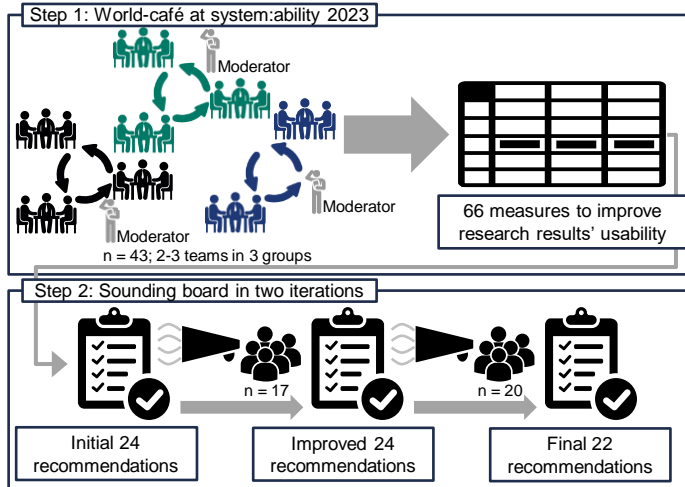 Step 1: World-café at system:ability 2023
Moderator
Moderator
Moderator
n = 43; 2-3 teams in 3 groups
66 measures to improve
research results' usability
Step 2: Sounding board in two iterations
n = 17
n = 20
Initial 24
recommendations
Improved 24
recommendations
Final 22
recommendations